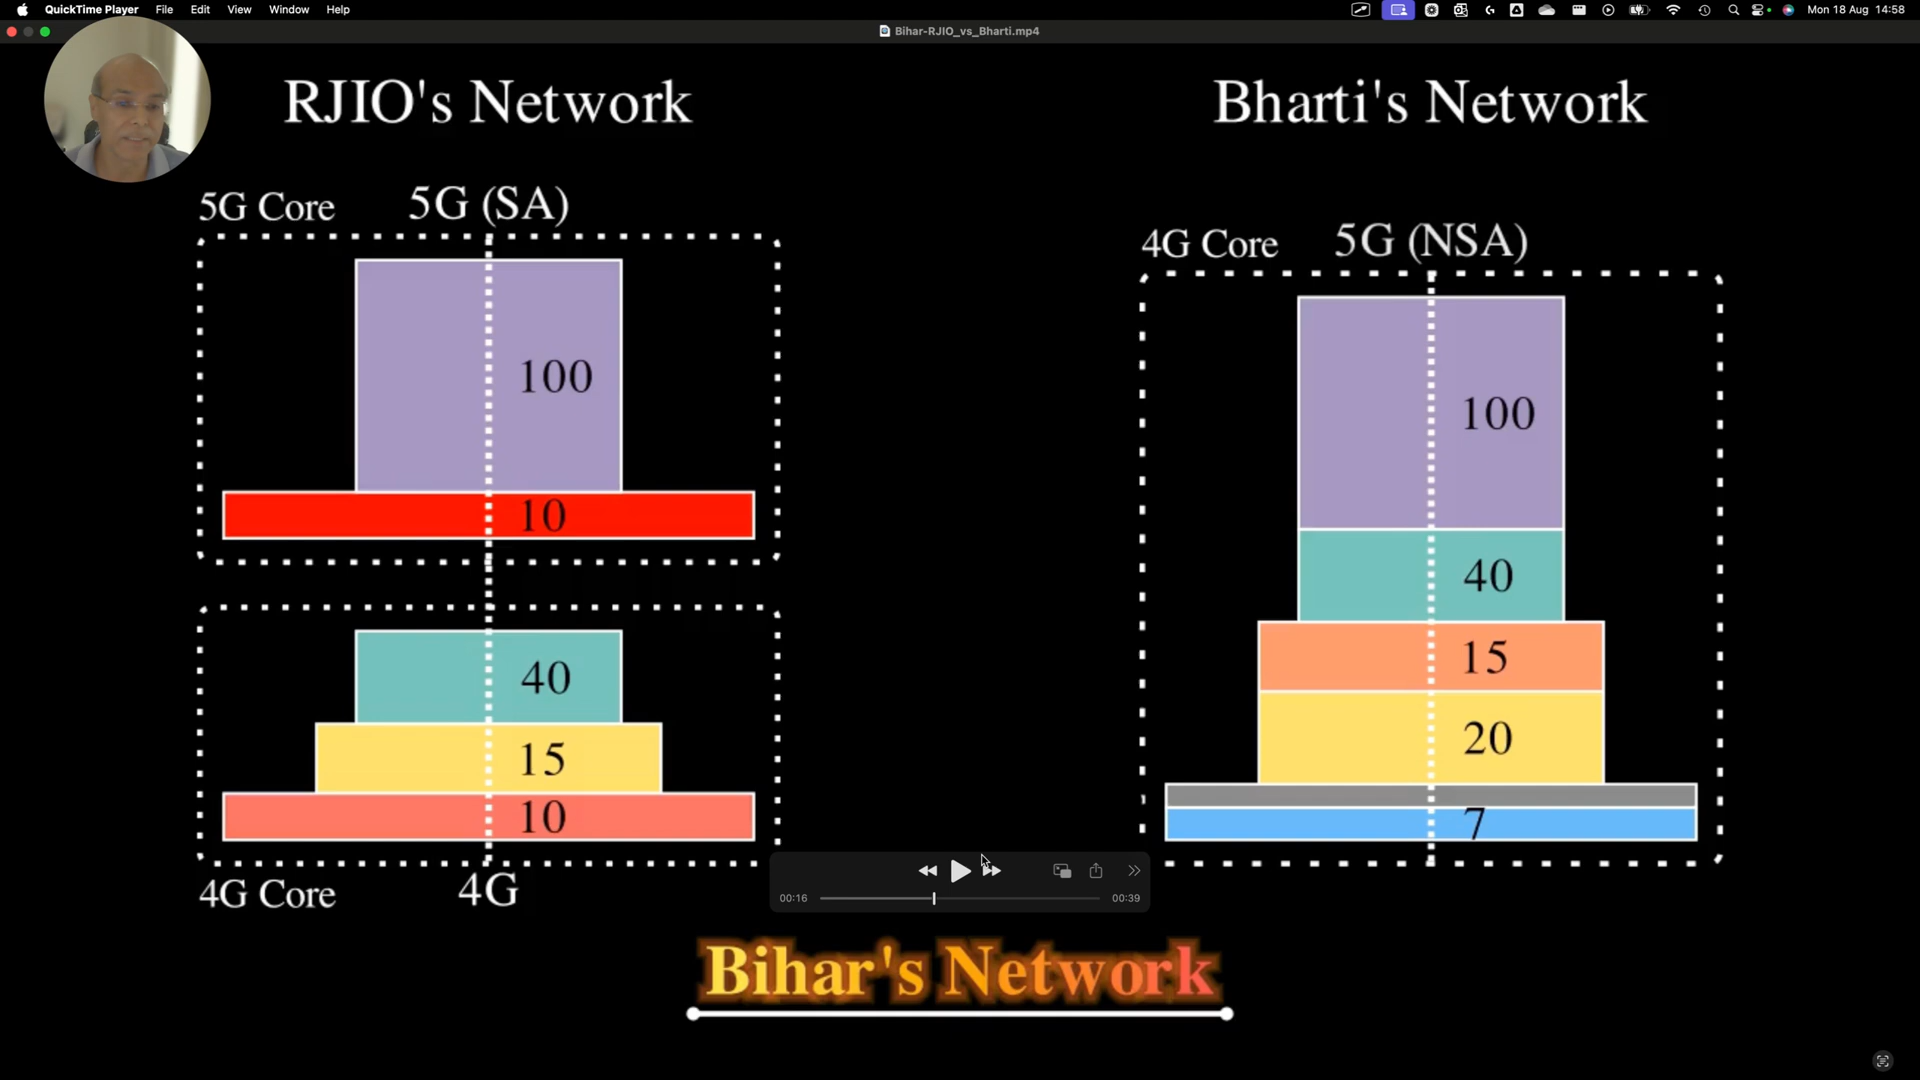 QuickTime Player File Edit View Window Help
Mon 18 Aug 14:58
Bihar-RJIO_vs_Bharti.mp4
RJIO's Network
Bharti's Network
5G Core
5G (SA)
4G Core
5G (NSA)
100
10
40
15
10
4G Core
4G
100
40
15
20
7
00:16
00:39
Bihar's Network